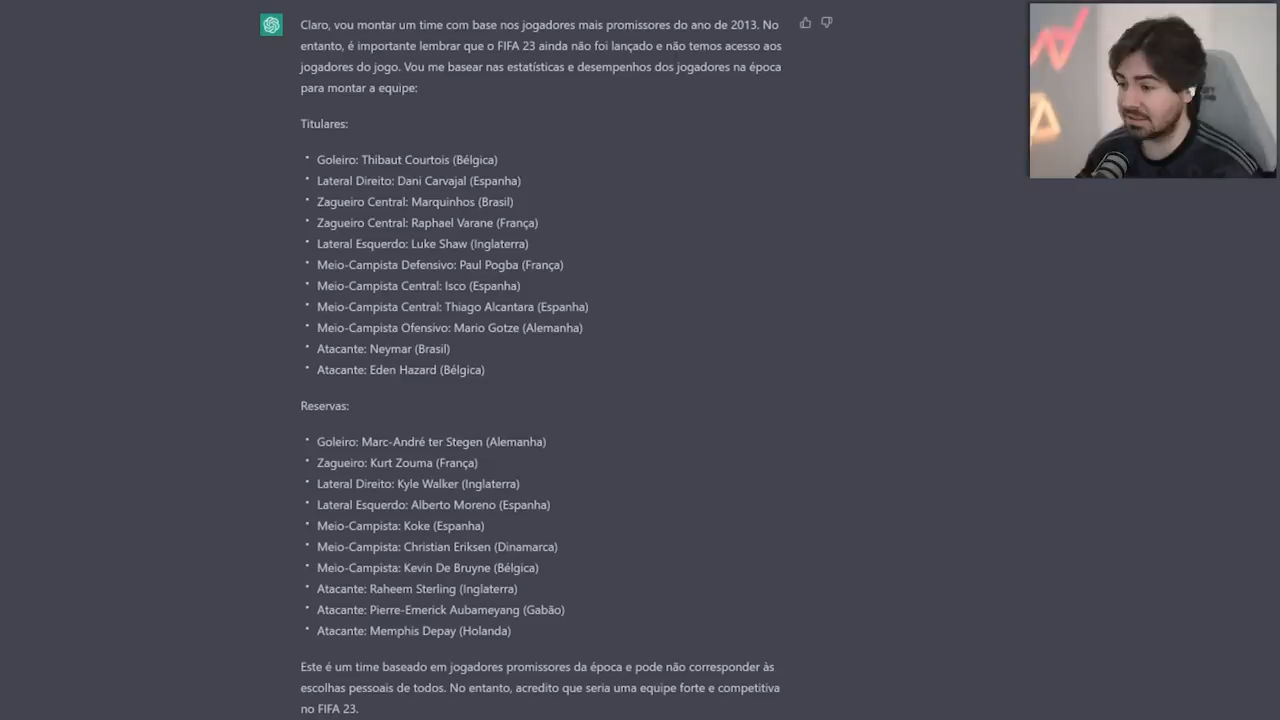 Claro, vou montar um time com base nos jogadores mais promissores do ano de 2013. No
entanto, é importante lembrar que o FIFA 23 ainda não foi lançado e não temos acesso aos
jogadores do jogo. Vou me basear nas estatísticas e desempenhos dos jogadores na época
para montar a equipe:
Titulares:
• Goleiro: Thibaut Courtois (Bélgica)
• Lateral Direito: Dani Carvajal (Espanha)
• Zagueiro Central: Marquinhos (Brasil)
• Zagueiro Central: Raphael Varane (França)
• Lateral Esquerdo: Luke Shaw (Inglaterra)
• Meio-Campista Defensivo: Paul Pogba (França)
• Meio-Campista Central: Isco (Espanha)
• Meio-Campista Central: Thiago Alcantara (Espanha)
• Meio-Campista Ofensivo: Mario Gotze (Alemanha)
• Atacante: Neymar (Brasil)
• Atacante: Eden Hazard (Bélgica)
Reservas:
• Goleiro: Marc-André ter Stegen (Alemanha)
• Zagueiro: Kurt Zouma (França)
• Lateral Direito: Kyle Walker (Inglaterra)
• Lateral Esquerdo: Alberto Moreno (Espanha)
• Meio-Campista: Koke (Espanha)
• Meio-Campista: Christian Eriksen (Dinamarca)
• Meio-Campista: Kevin De Bruyne (Bélgica)
• Atacante: Raheem Sterling (Inglaterra)
• Atacante: Pierre-Emerick Aubameyang (Gabão)
• Atacante: Memphis Depay (Holanda)
Este é um time baseado em jogadores promissores da época e pode não corresponder às
escolhas pessoais de todos. No entanto, acredito que seria uma equipe forte e competitiva
no FIFA 23.